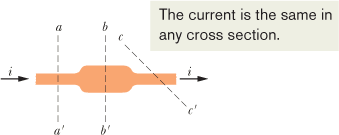 The current is the same in
any cross section.
a
b
c
i
i
a′
b′
c′